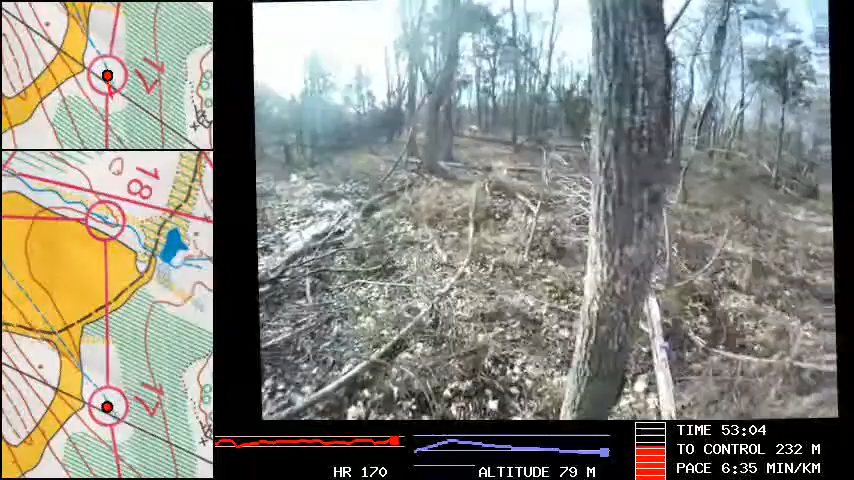 17
18
17
TIME 53:04
TO CONTROL 232 M
HR 170
ALTITUDE 79 M
PACE 6:35 MIN/KM